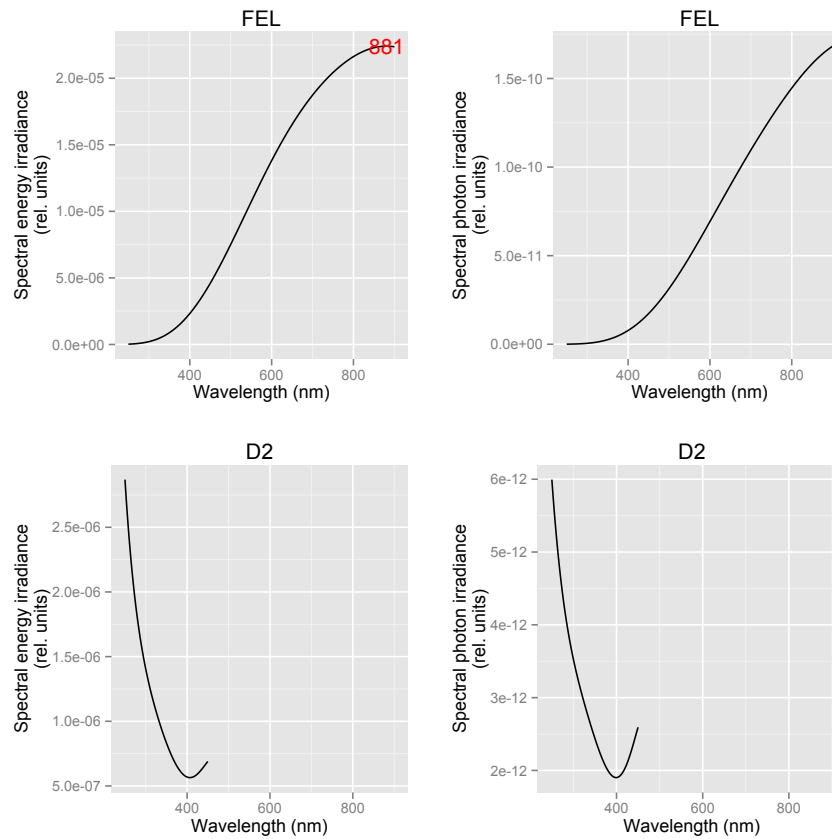 FEL
881
2.0e-05
1.5e-05
1.0e-05
5.0e-06
0.0e+00
Spectral energy irradiance
(rel. units)
400 600 800
Wavelength (nm)
FEL
1.5e-10
1.0e-10
5.0e-11
0.0e+00
Spectral photon irradiance
(rel. units)
400 600 800
Wavelength (nm)
D2
2.5e-06
2.0e-06
1.5e-06
1.0e-06
5.0e-07
Spectral energy irradiance
(rel. units)
400 600 800
Wavelength (nm)
D2
6e-12
5e-12
4e-12
3e-12
2e-12
Spectral photon irradiance
(rel. units)
400 600 800
Wavelength (nm)